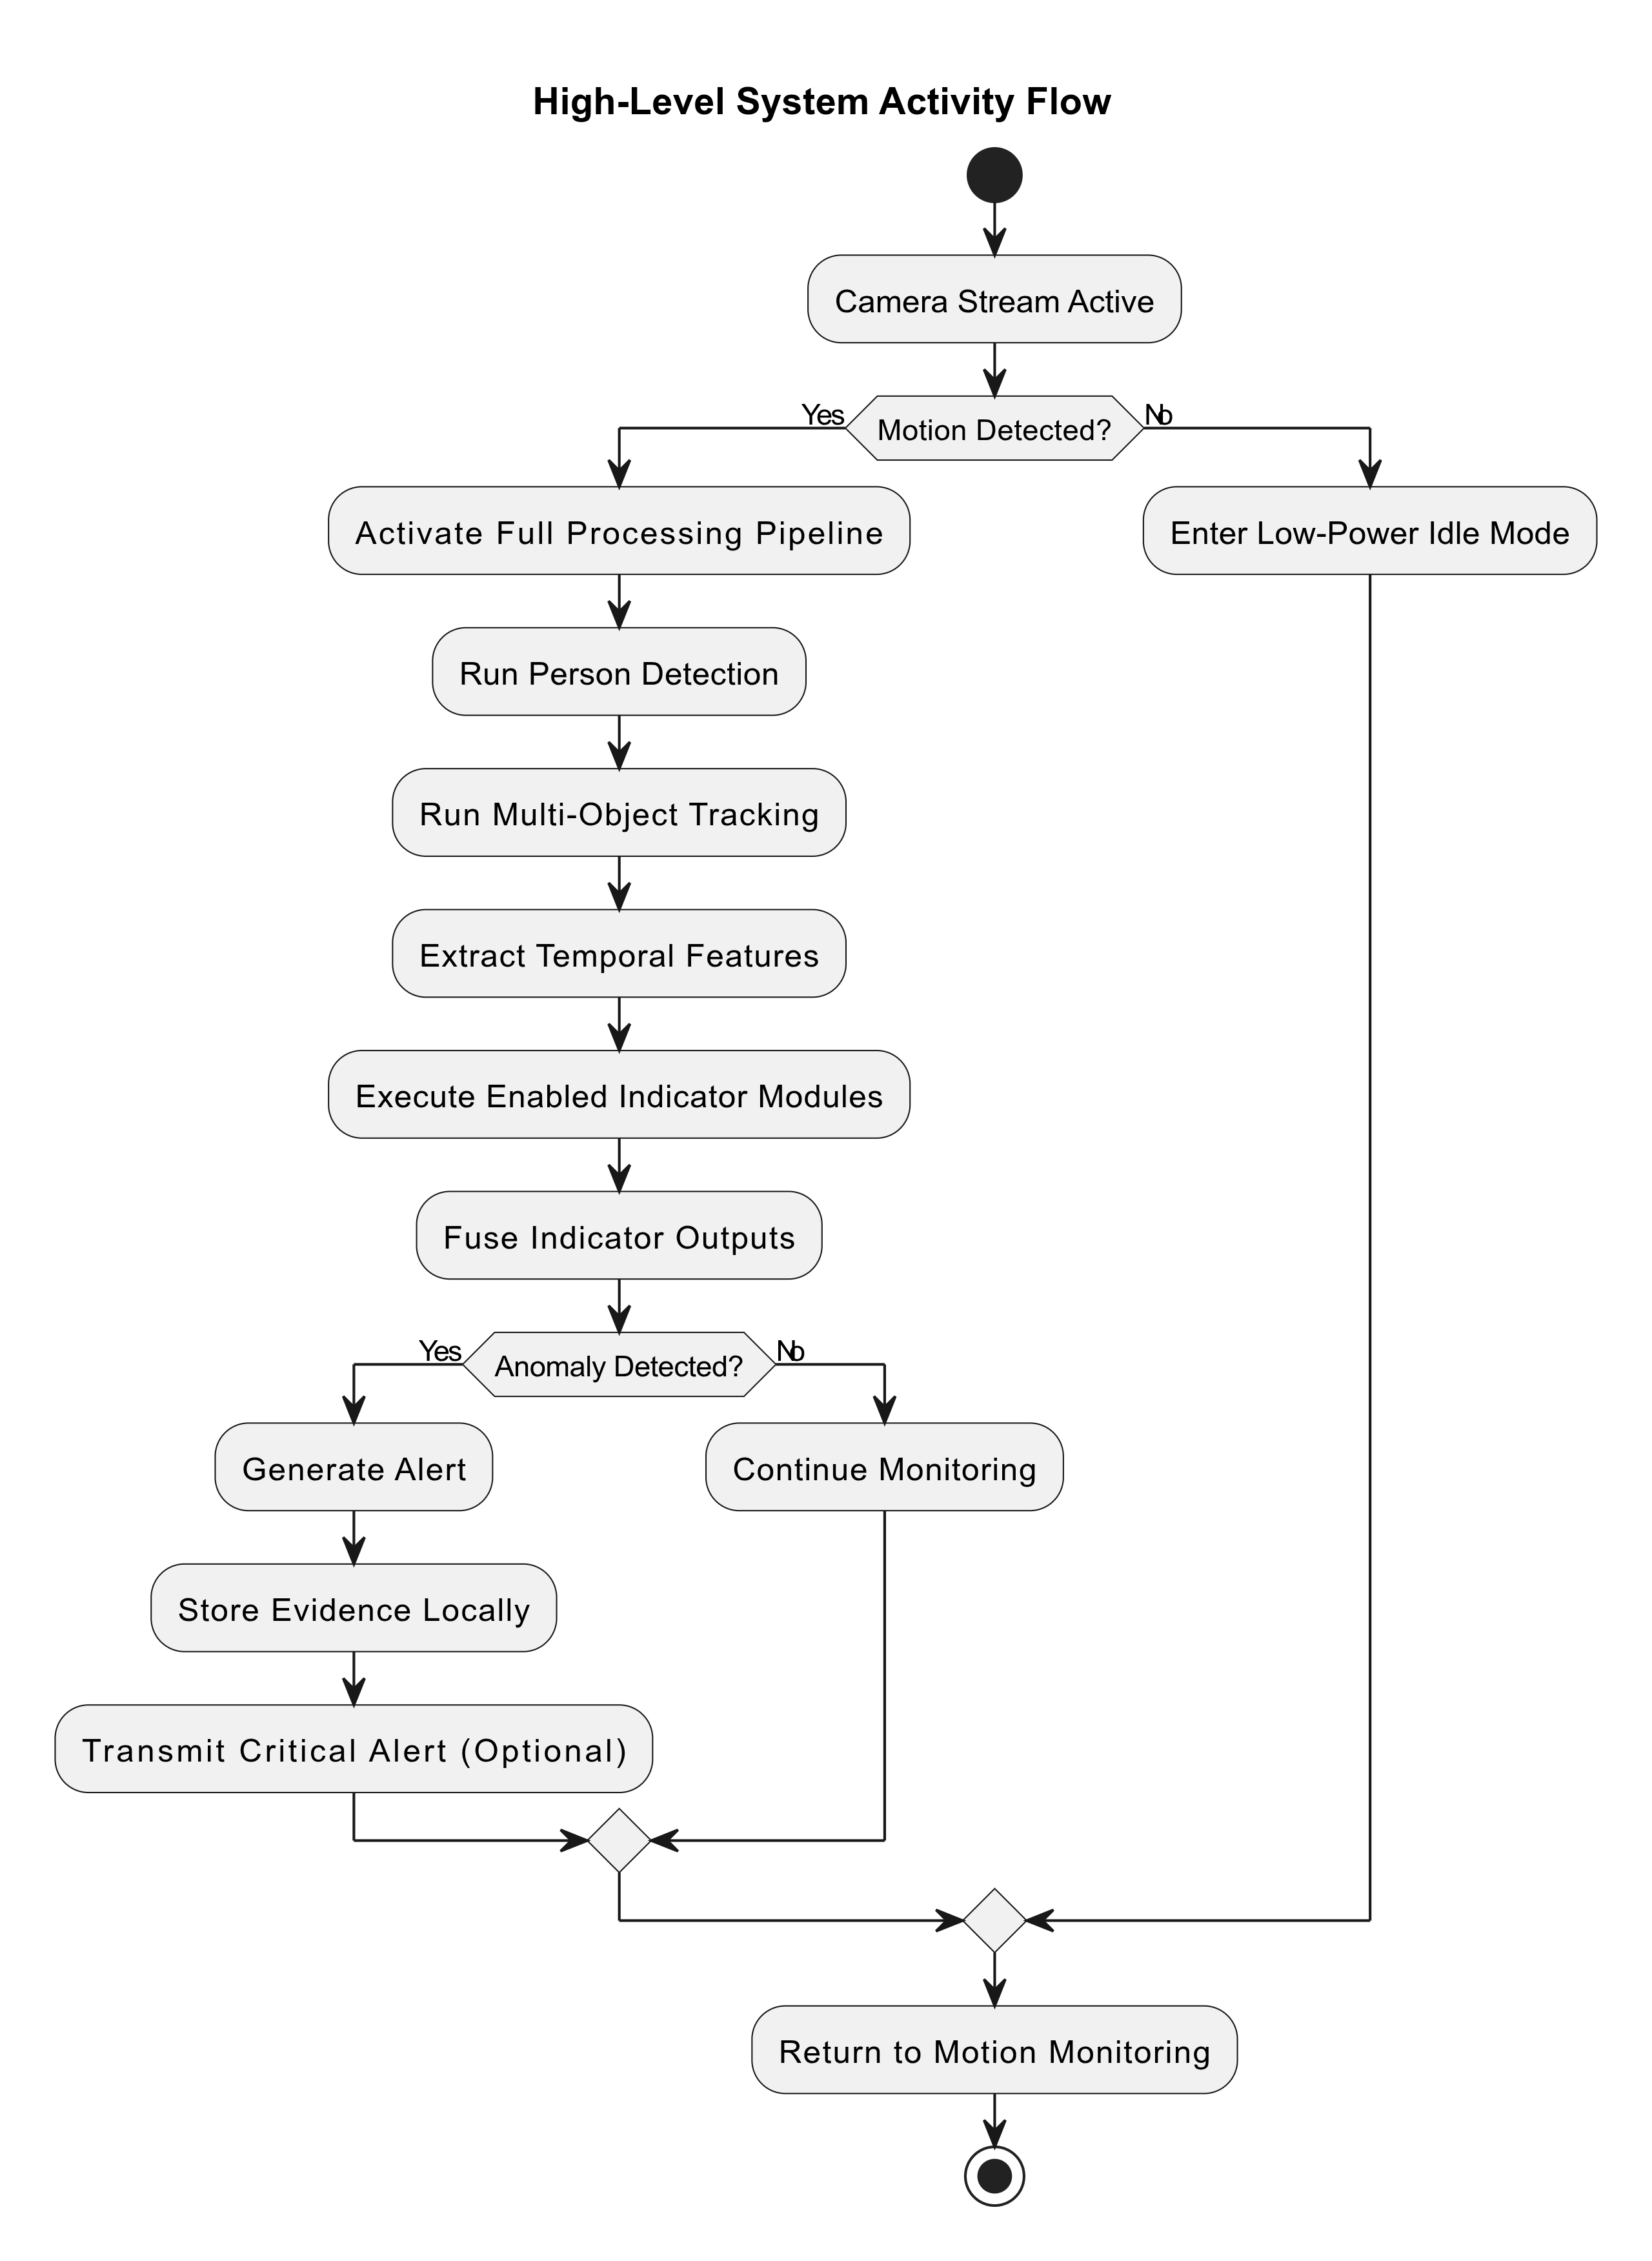 High-Level System Activity Flow
Camera Stream Active
Yes
Motion Detected?
No
Activate Full Processing Pipeline
Enter Low-Power Idle Mode
Run Person Detection
Run Multi-Object Tracking
Extract Temporal Features
Execute Enabled Indicator Modules
Fuse Indicator Outputs
Yes
Anomaly Detected?
No
Generate Alert
Continue Monitoring
Store Evidence Locally
Transmit Critical Alert (Optional)
Return to Motion Monitoring